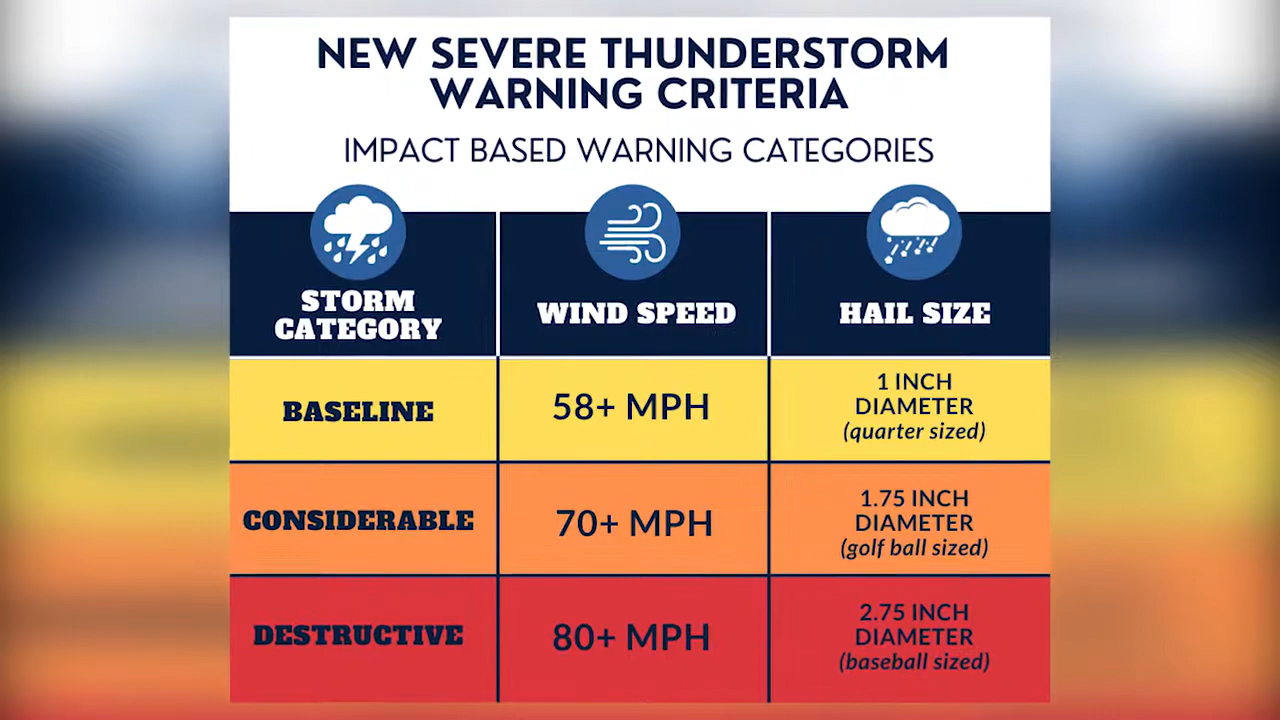 NEW SEVERE THUNDERSTORM
WARNING CRITERIA
IMPACT BASED WARNING CATEGORIES
STORM
CATEGORY
WIND SPEED
HAIL SIZE
BASELINE
58+ MPH
1 INCH
DIAMETER
(quarter sized)
CONSIDERABLE
70+ MPH
1.75 INCH
DIAMETER
(golf ball sized)
DESTRUCTIVE
80+ MPH
2.75 INCH
DIAMETER
(baseball sized)